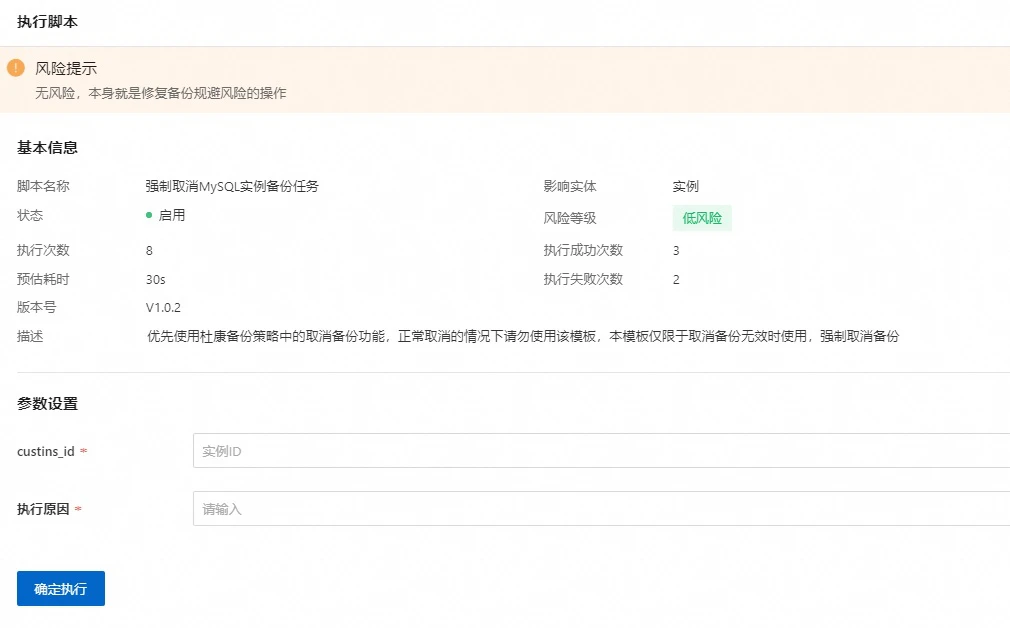 执行脚本
风险提示
无风险，本身就是修复备份规避风险的操作
基本信息
脚本名称 强制取消MySQL实例备份任务 影响实体 实例
状态 启用 风险等级 低风险
执行次数 8 执行成功次数 3
预估耗时 30s 执行失败次数 2
版本号 V1.0.2
描述 优先使用杜康备份策略中的取消备份功能，正常取消的情况下请勿使用该模板，本模板仅限于取消备份无效时使用，强制取消备份
参数设置
custins_id * 实例ID
执行原因 * 请输入
确定执行